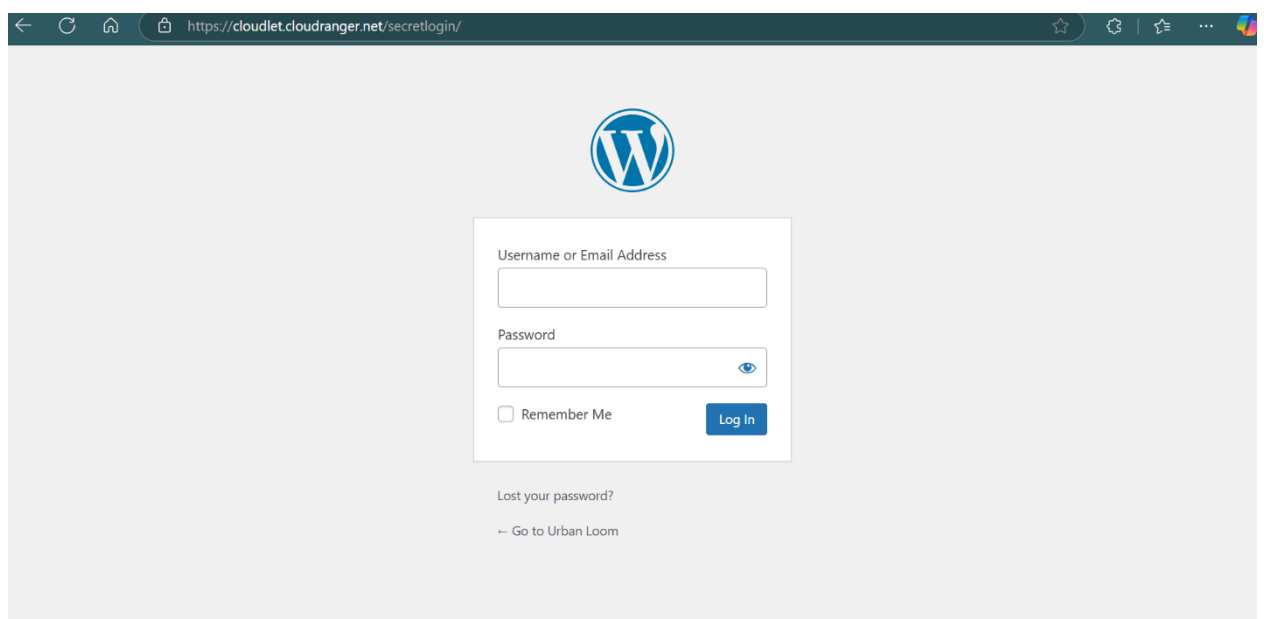 https://cloudlet.cloudranger.net/secretlogin/
Username or Email Address
Password
Remember Me
Log In
Lost your password?
← Go to Urban Loom